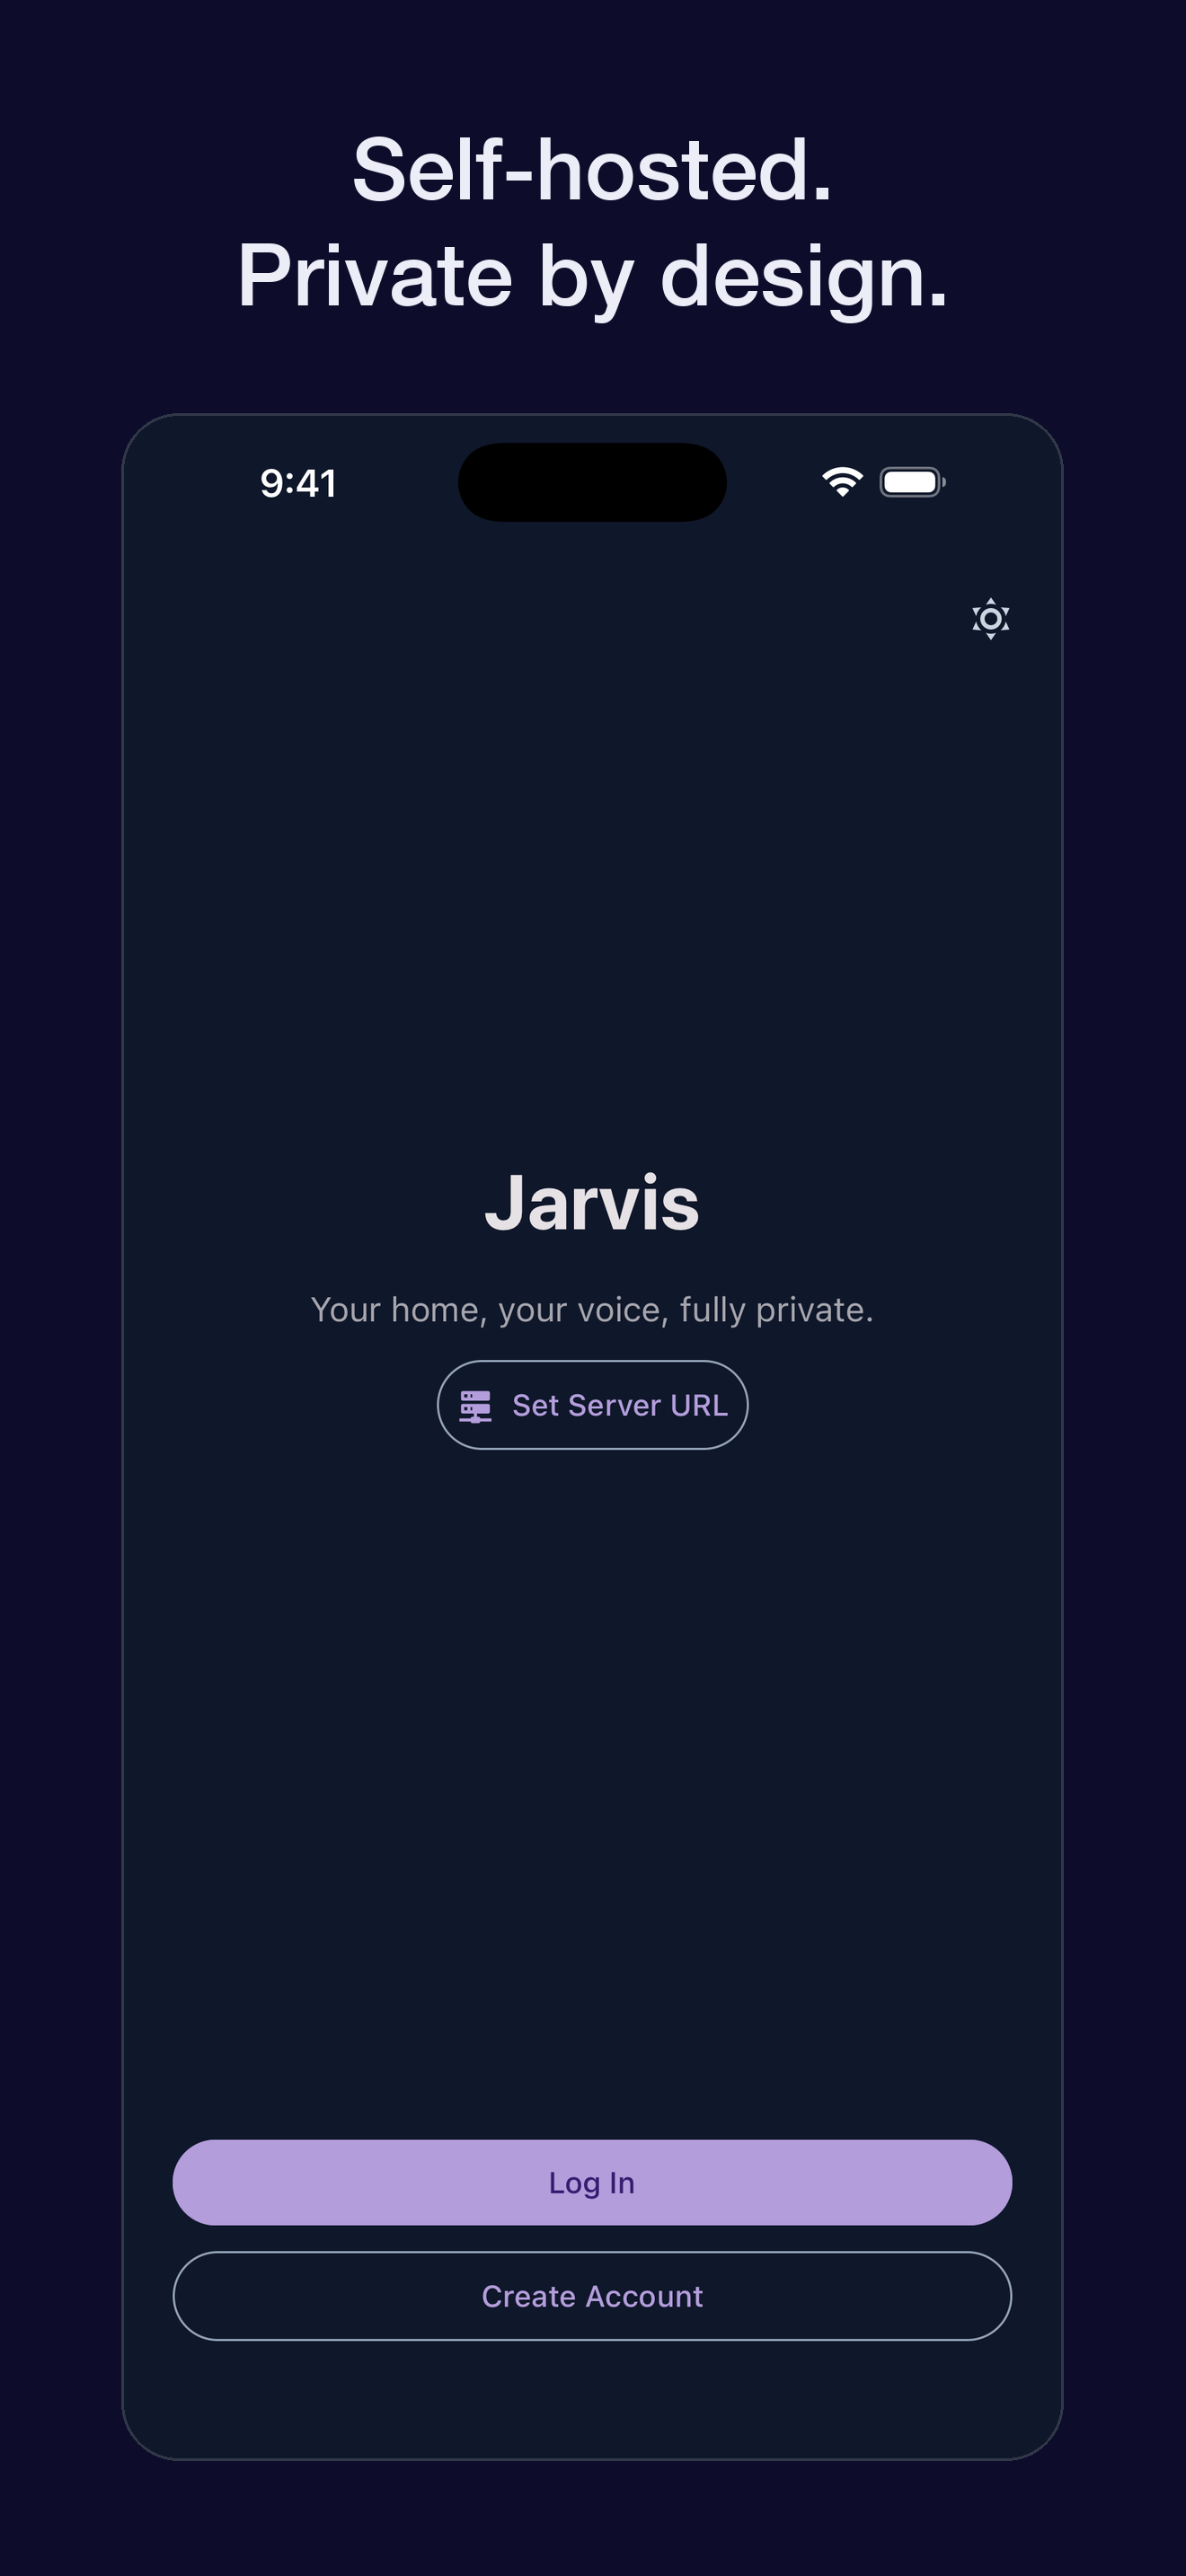 Self-hosted.
Private by design.
9:41
Jarvis
Your home, your voice, fully private.
Set Server URL
Log In
Create Account